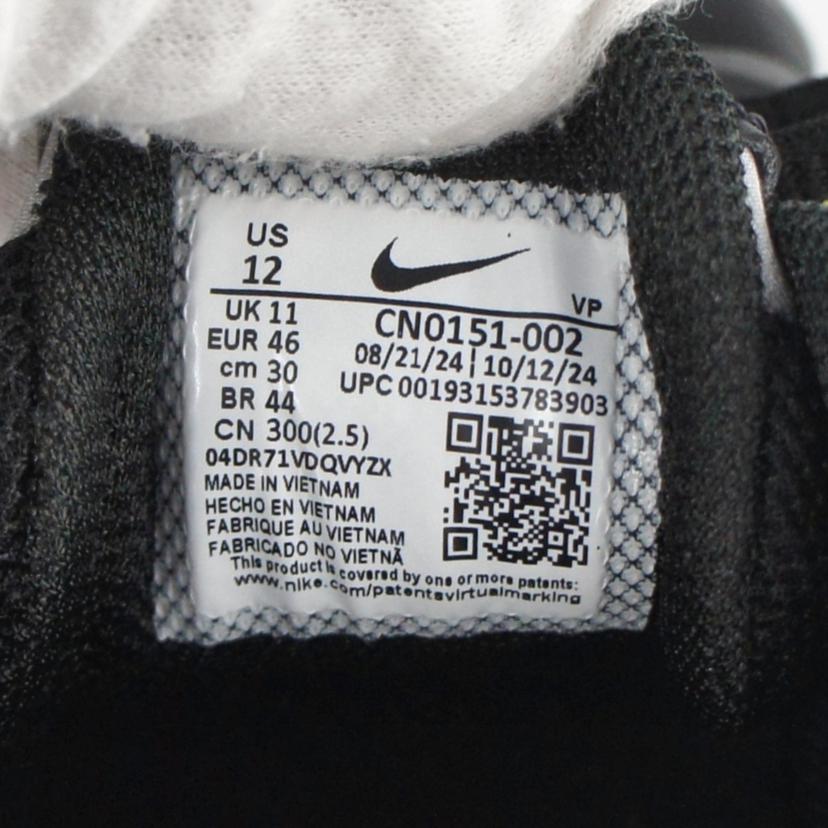 US
12
VP
UK 11
EUR 46
cm 30
BR 44
CN 300(2.5)
CN0151-002
08/21/24 | 10/12/24
UPC 00193153783903
04DR71VDQVYZX
MADE IN VIETNAM
HECHO EN VIETNAM
FABRIQUE AU VIETNAM
FABRICADO NO VIETNÃ
This product is covered by one or more patents:
www.nike.com/patentsvirtualmarking